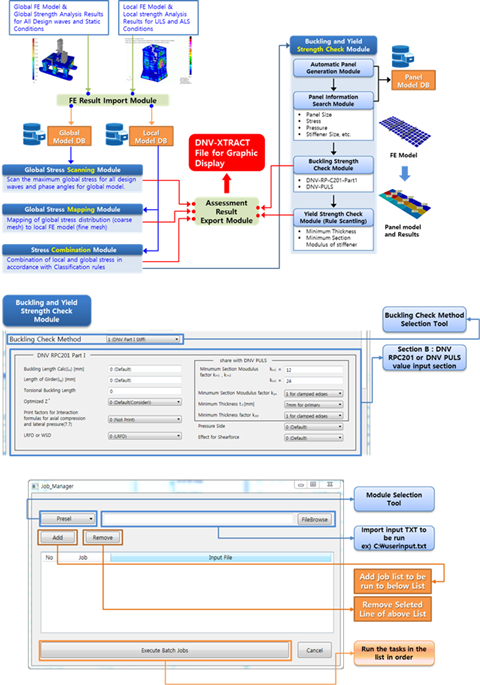 Global FE Model &
Global Strength Analysis Results
for All Design waves and Static
Conditions
Local FE Model &
Local strength Analysis
Results for ULS and ALS
Conditions
FE Result Import Module
Global
Model DB
Local
Model DB
Global Stress Scanning Module
Scan the maximum global stress for all design
waves and phase angles for global model.
Global Stress Mapping Module
Mapping of global stress distribution (coarse
mesh) to local FE model (fine mesh)
Stress Combination Module
Combination of local and global stress in
accordance with Classification rules
DNV-XTRACT
File for Graphic
Display
Assessment
Result
Export Module
Buckling and Yield
Strength Check Module
Automatic Panel
Generation Module
Panel Information
Search Module
• Panel Size
• Stress
• Pressure
• Stiffener Size, etc.
Buckling Strength
Check Module
• DNV-RP-C201-Part1
• DNV-PULS
Yield Strength Check
Module (Rule Scantling)
• Minimum Thickness
• Minimum Section
Modulus of stiffener
Panel
Model DB
FE Model
Panel model
and Results
Buckling and Yield
Strength Check
Module
Buckling Check Method
1 (DNV Part I Stiff)
DNV RPC201 Part I
Buckling Length Calc(Lₑ) [mm]
0 (Default)
Length of Girder(L₉) [mm]
0 (Default)
Torsional Buckling Length
0
Optimized Z*
0 (Default/Consider)
Print factors for Interaction
formulas for axial compression
and lateral pressure(7.7)
0 (Not Print)
LRFD or WSD
0 (LRFD)
share with DNV PULS
Minumum Section Moudulus
factor kₘ₁ , kₘ₂
kₘ₁ =
12
kₘ₂ =
24
Minimum Section Moudulus factor kₚₛ
1 for clamped edges
Minimum Thickness t₀[mm]
7mm for primary
Minimum Thickness factor kₚₚ
1 for clamped edges
Pressure Side
0 (Default)
Effect for Shearforce
0 (Default)
Buckling Check Method
Selection Tool
Section B : DNV
RPC201 or DNV PULS
value input section
Job_Manager
Presel
FileBrowse
Add
Remove
No
Job
Input File
Execute Batch Jobs
Cancel
Module Selection
Tool
Import input TXT to
be run
ex) C:₩userinput.txt
Add job list to be
run to below List
Remove Seleted
Line of above List
Run the tasks in the
list in order